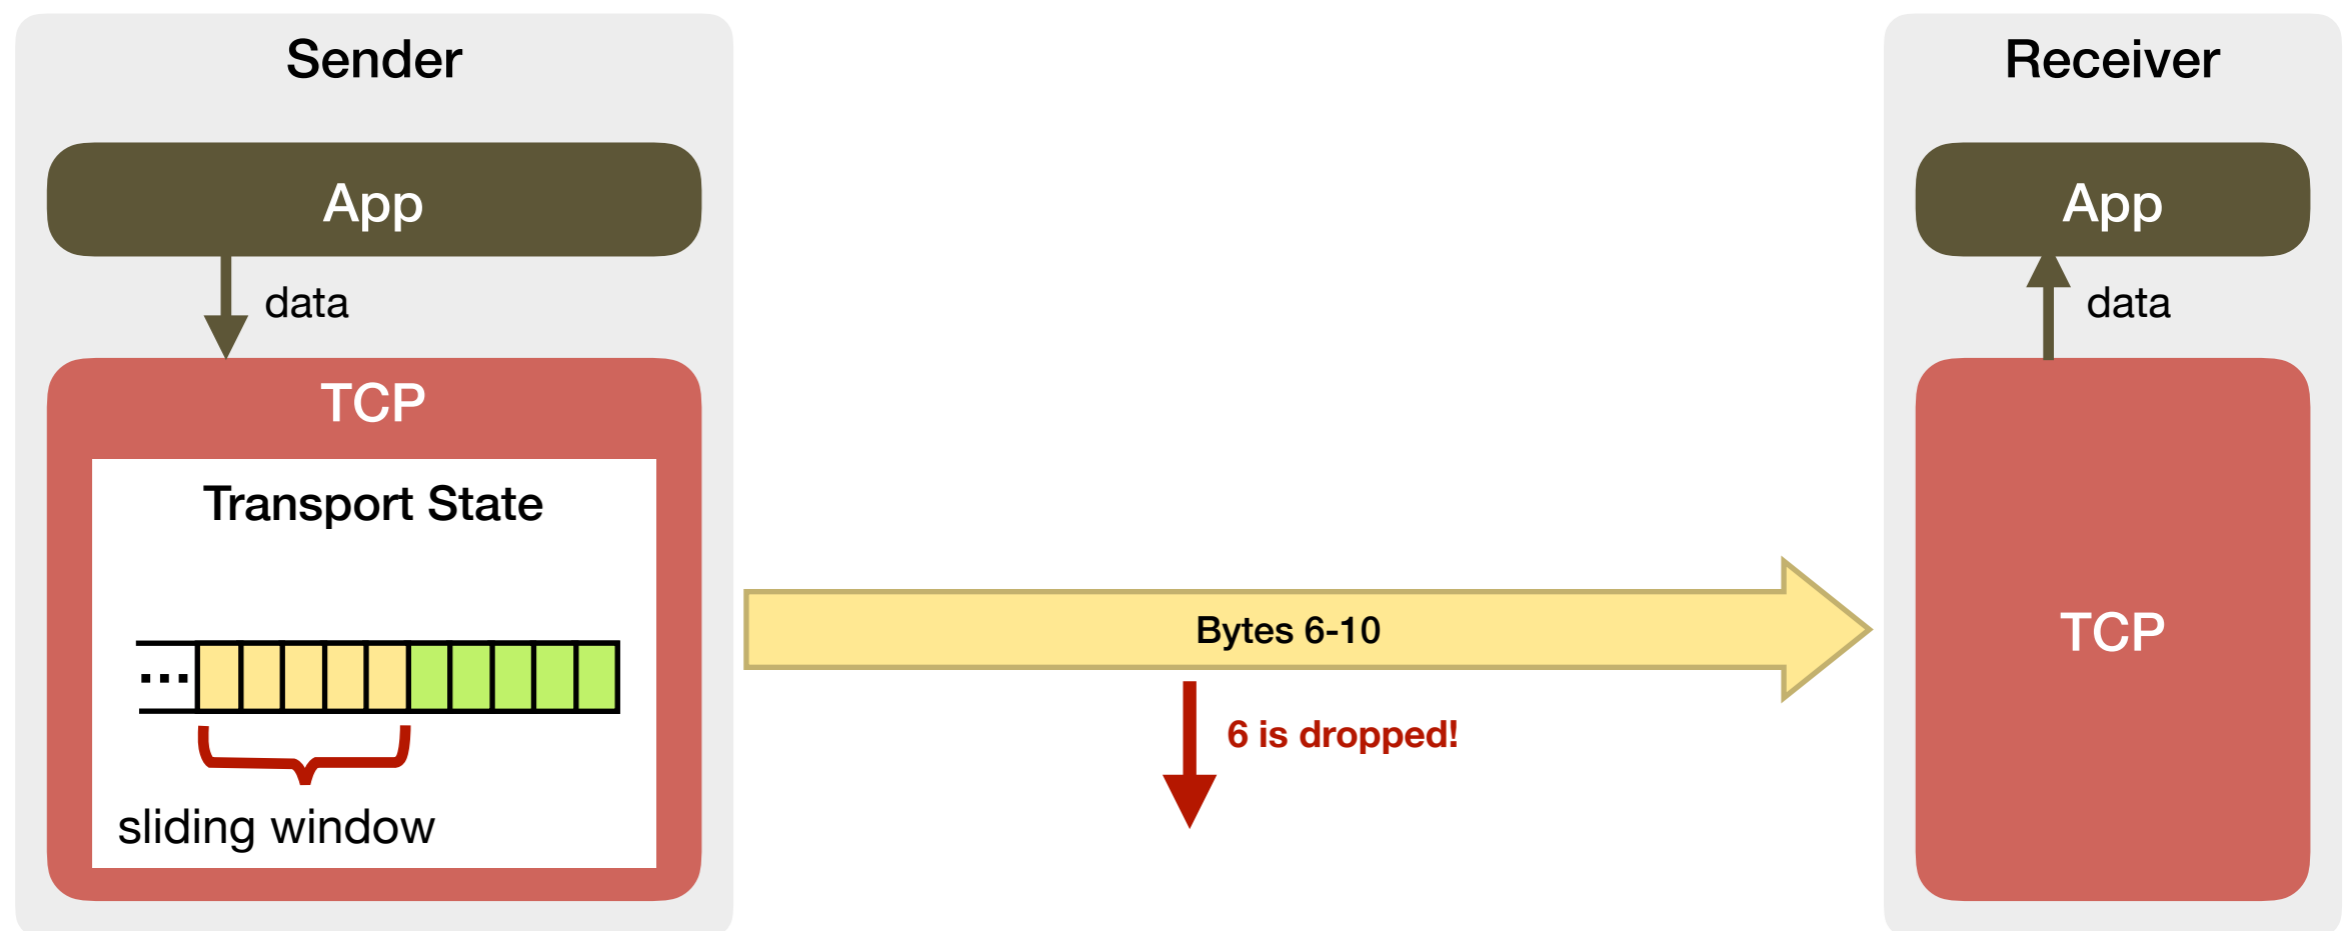 Sender
App
data
TCP
Transport State
...
sliding window
Bytes 6-10
6 is dropped!
Receiver
App
data
TCP